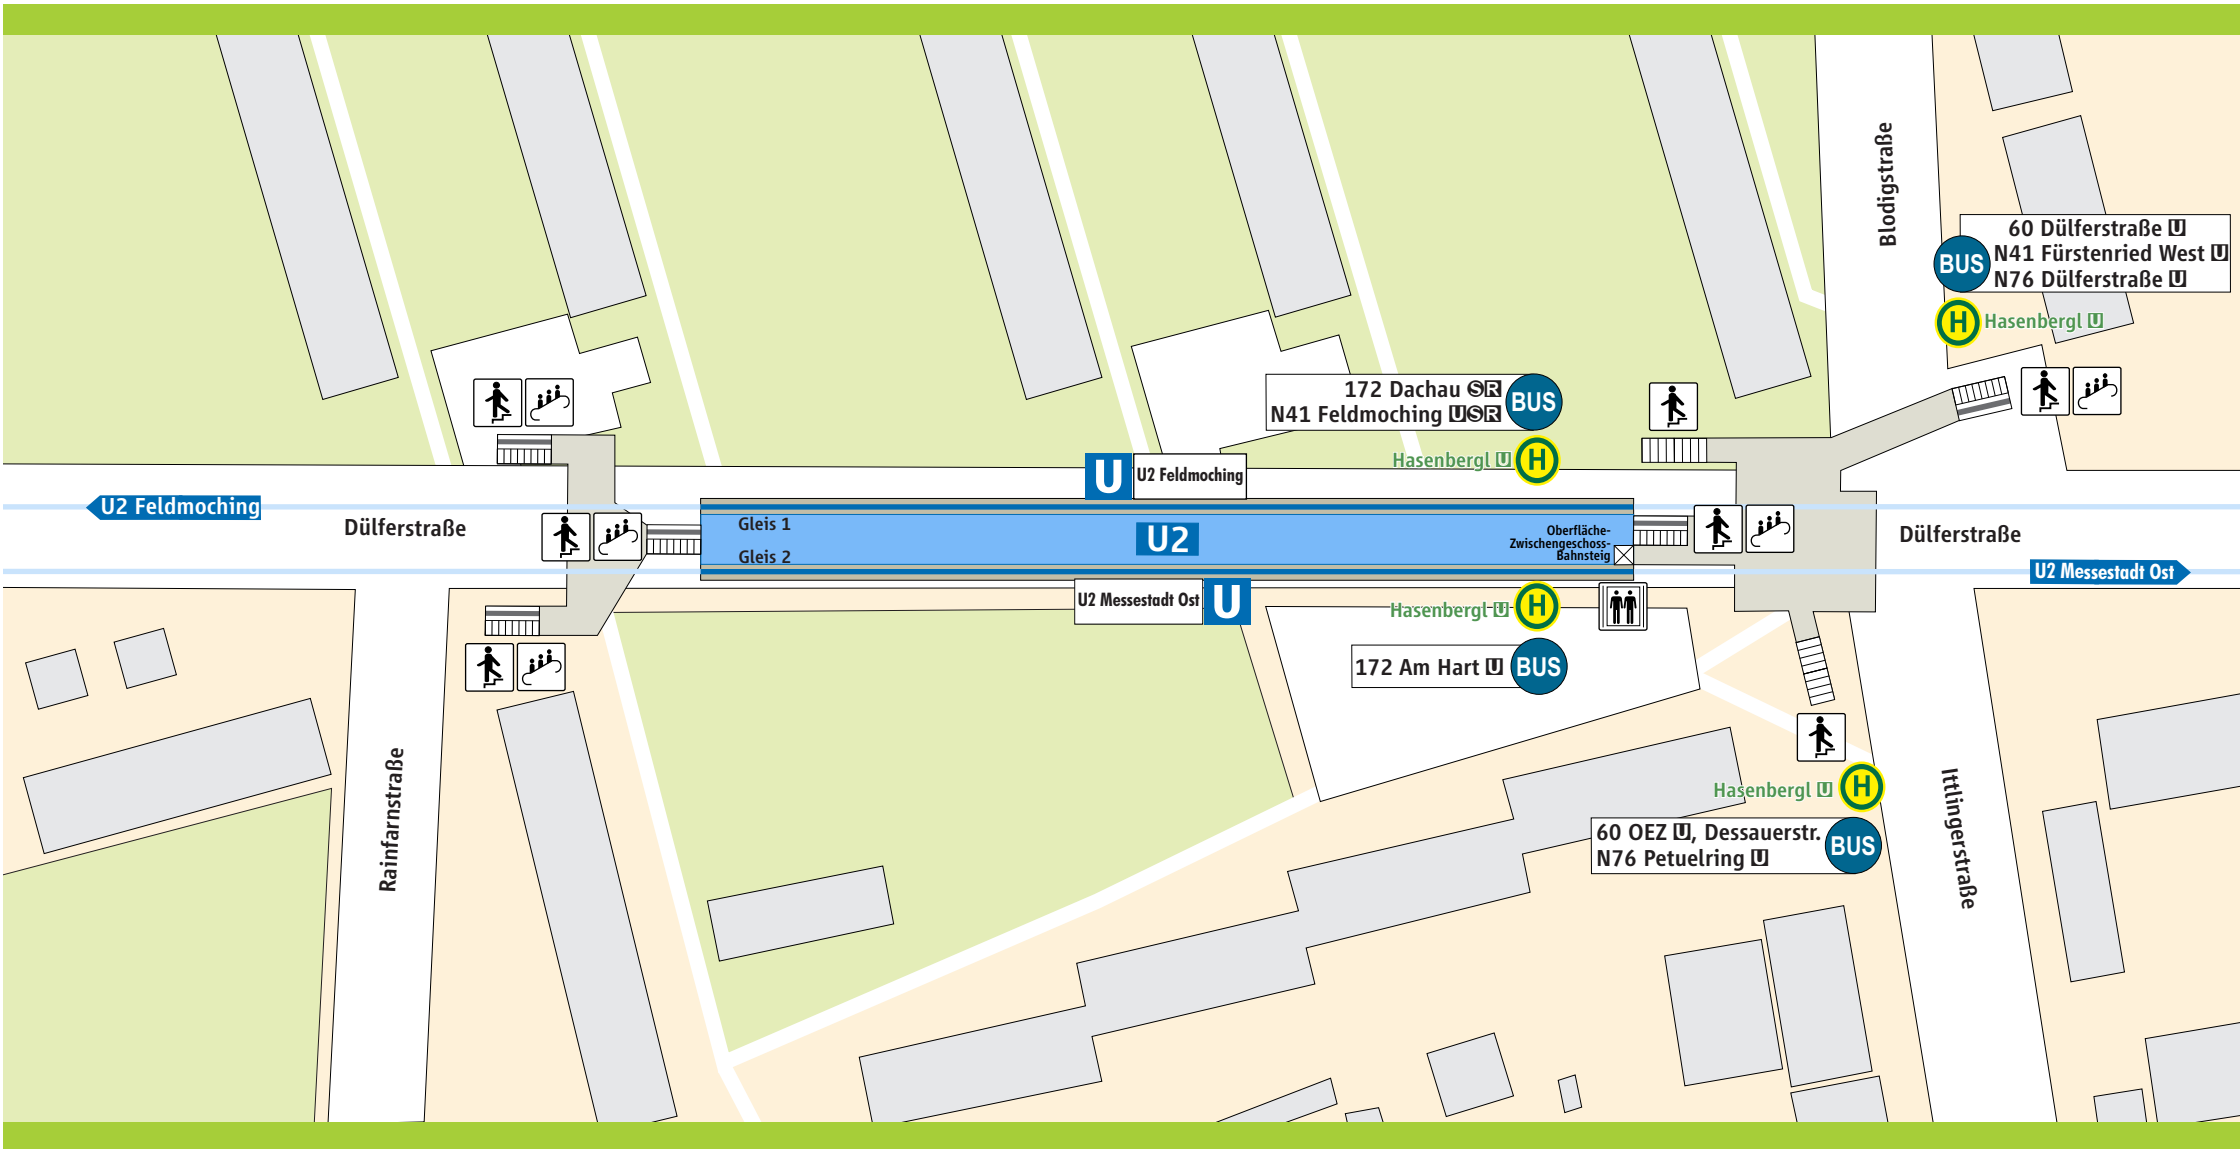 Blodigstraße
60 Dülferstraße U
N41 Fürstenried West U
N76 Dülferstraße U
BUS
H Hasenbergl U
172 Dachau S R
N41 Feldmoching U S R
BUS
Hasenbergl U H
U U2 Feldmoching
U2 Feldmoching
Dülferstraße
Gleis 1
Gleis 2
U2
Oberfläche-
Zwischengeschoss-
Bahnsteig
Dülferstraße
U2 Messestadt Ost
U2 Messestadt Ost U
Hasenbergl U H
172 Am Hart U BUS
Rainfarnstraße
Hasenbergl U H
60 OEZ U, Dessauerstr.
N76 Petuelring U
BUS
Ittlingerstraße